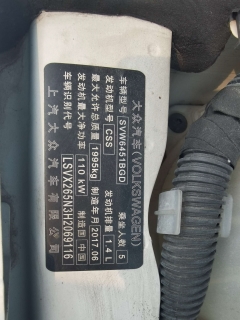 大众汽车(VOLKSWAGEN)
车辆型号 SVW6451BGD 乘坐人数 5
发动机型号 CSS 发动机排量 1.4 L
最大允许总质量 1995kg 制造年月 2017.06
发动机最大净功率 110 kW 制造国 中国
车辆识别代号 LSVX265N3H2069116
上汽大众汽车有限公司